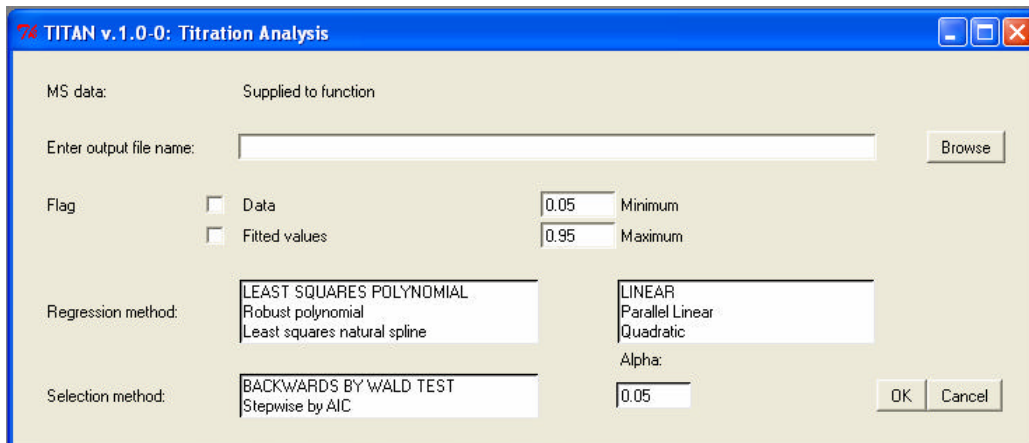 TITAN v.1.0-0: Titration Analysis
MS data: Supplied to function
Enter output file name: Browse
Flag Data 0.05 Minimum
Fitted values 0.95 Maximum
Regression method:
LEAST SQUARES POLYNOMIAL
Robust polynomial
Least squares natural spline
LINEAR
Parallel Linear
Quadratic
Alpha:
Selection method:
BACKWARDS BY WALD TEST
Stepwise by AIC
0.05
OK Cancel